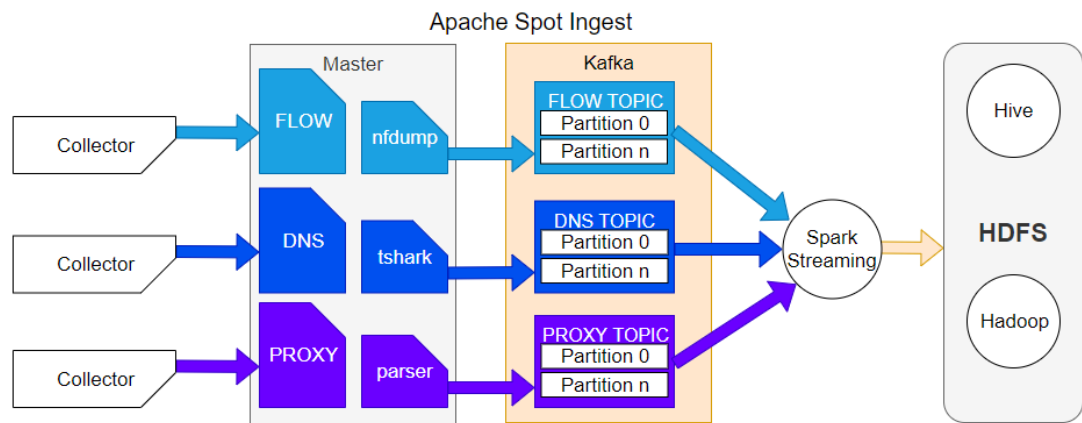 Apache Spot Ingest
Master
Kafka
Collector
FLOW
nfdump
FLOW TOPIC
Partition 0
Partition n
Collector
DNS
tshark
DNS TOPIC
Partition 0
Partition n
Collector
PROXY
parser
PROXY TOPIC
Partition 0
Partition n
Spark
Streaming
Hive
HDFS
Hadoop